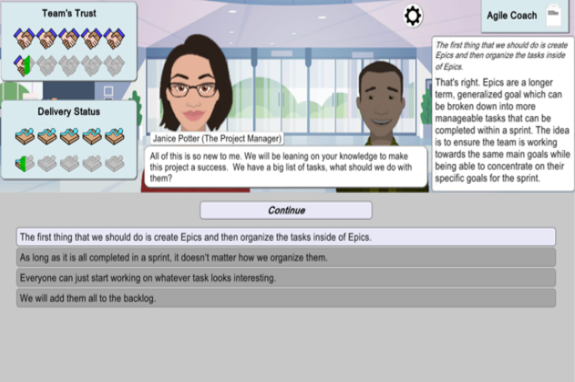 Team's Trust
Delivery Status
Agile Coach
The first thing that we should do is create
Epics and then organize the tasks inside
of Epics.
That's right. Epics are a longer
term, generalized goal which can
be broken down into more
manageable tasks that can be
completed within a sprint. The idea
is to ensure the team is working
towards the same main goals while
being able to concentrate on their
specific goals for the sprint.
Janice Potter (The Project Manager)
All of this is so new to me. We will be leaning on your knowledge to make
this project a success. We have a big list of tasks, what should we do with
them?
Continue
The first thing that we should do is create Epics and then organize the tasks inside of Epics.
As long as it is all completed in a sprint, it doesn't matter how we organize them.
Everyone can just start working on whatever task looks interesting.
We will add them all to the backlog.